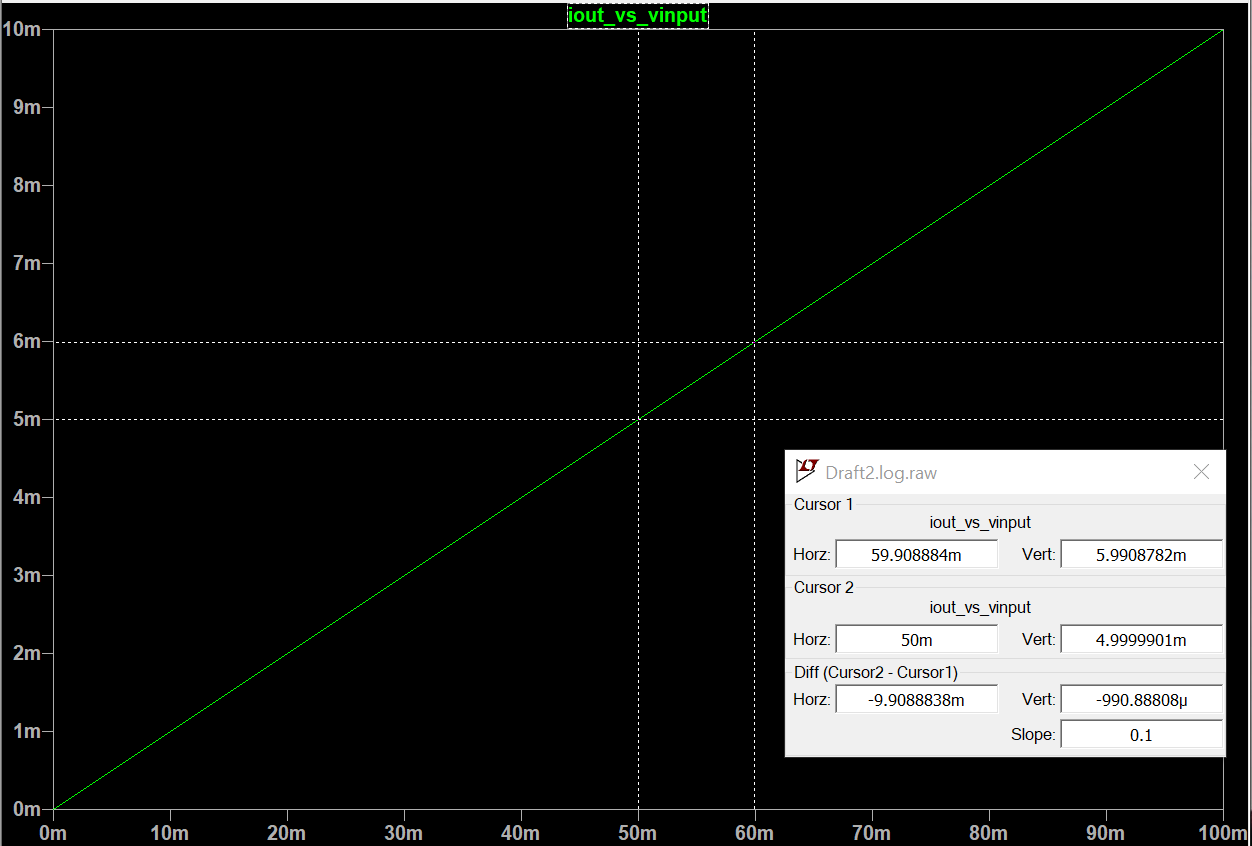 iout_vs_vinput
10m
9m
8m
7m
6m
5m
4m
3m
2m
1m
0m
0m 10m 20m 30m 40m 50m 60m 70m 80m 90m 100m
Draft2.log.raw
Cursor 1
iout_vs_vinput
Horz: 59.908884m Vert: 5.9908782m
Cursor 2
iout_vs_vinput
Horz: 50m Vert: 4.9999901m
Diff (Cursor2 - Cursor1)
Horz: -9.9088838m Vert: -990.88808µ
Slope: 0.1